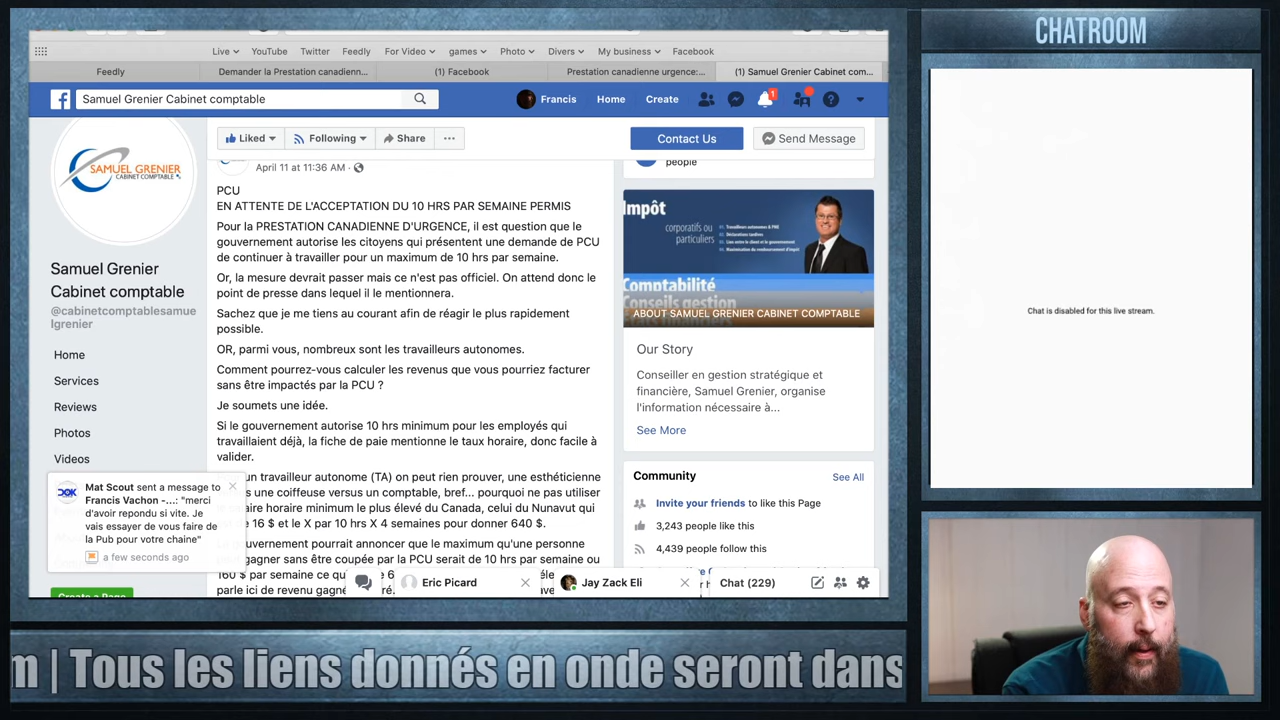 CHATROOM
Live YouTube Twitter Feedly For Video games Photo Divers My business Facebook
Feedly
Demander la Prestation canadienn...
(1) Facebook
Prestation canadienne urgence:...
(1) Samuel Grenier Cabinet com...
Samuel Grenier Cabinet comptable
Francis Home Create
1
Liked Following Share ...
Contact Us Send Message
SAMUEL GRENIER
CABINET COMPTABLE
Samuel Grenier
Cabinet comptable
@cabinetcomptablesamue
lgrenier
Home
Services
Reviews
Photos
Videos
April 11 at 11:36 AM
PCU
EN ATTENTE DE L'ACCEPTATION DU 10 HRS PAR SEMAINE PERMIS
Pour la PRESTATION CANADIENNE D'URGENCE, il est question que le
gouvernement autorise les citoyens qui présentent une demande de PCU
de continuer à travailler pour un maximum de 10 hrs par semaine.
Or, la mesure devrait passer mais ce n'est pas officiel. On attend donc le
point de presse dans lequel il le mentionnera.
Sachez que je me tiens au courant afin de réagir le plus rapidement
possible.
OR, parmi vous, nombreux sont les travailleurs autonomes.
Comment pourrez-vous calculer les revenus que vous pourriez facturer
sans être impactés par la PCU ?
Je soumets une idée.
Si le gouvernement autorise 10 hrs minimum pour les employés qui
travaillaient déjà, la fiche de paie mentionne le taux horaire, donc facile à
valider.
un travailleur autonome (TA) on peut rien prouver, une esthéticienne
une coiffeuse versus un comptable, bref... pourquoi ne pas utiliser
horaire minimum le plus élevé du Canada, celui du Nunavut qui
de 16 $ et le X par 10 hrs X 4 semaines pour donner 640 $.
gouvernement pourrait annoncer que le maximum qu'une personne
gagner sans être coupée par la PCU serait de 10 hrs par semaine ou
160 $ par semaine ce
parle ici de revenu
people
Impôt
corporatifs ou
particuliers
Comptabilité
Conseils gestion
ABOUT SAMUEL GRENIER CABINET COMPTABLE
Our Story
Conseiller en gestion stratégique et
financière, Samuel Grenier, organise
l'information nécessaire à...
See More
Community
See All
Invite your friends to like this Page
3,243 people like this
4,439 people follow this
Mat Scout sent a message to
Francis Vachon -...: "merci
d'avoir repondu si vite. Je
vais essayer de vous faire de
la Pub pour votre chaine"
a few seconds ago
Create a Page
Eric Picard
Jay Zack Eli
Chat (229)
Chat is disabled for this live stream.
m | Tous les liens donnés en onde seront dans